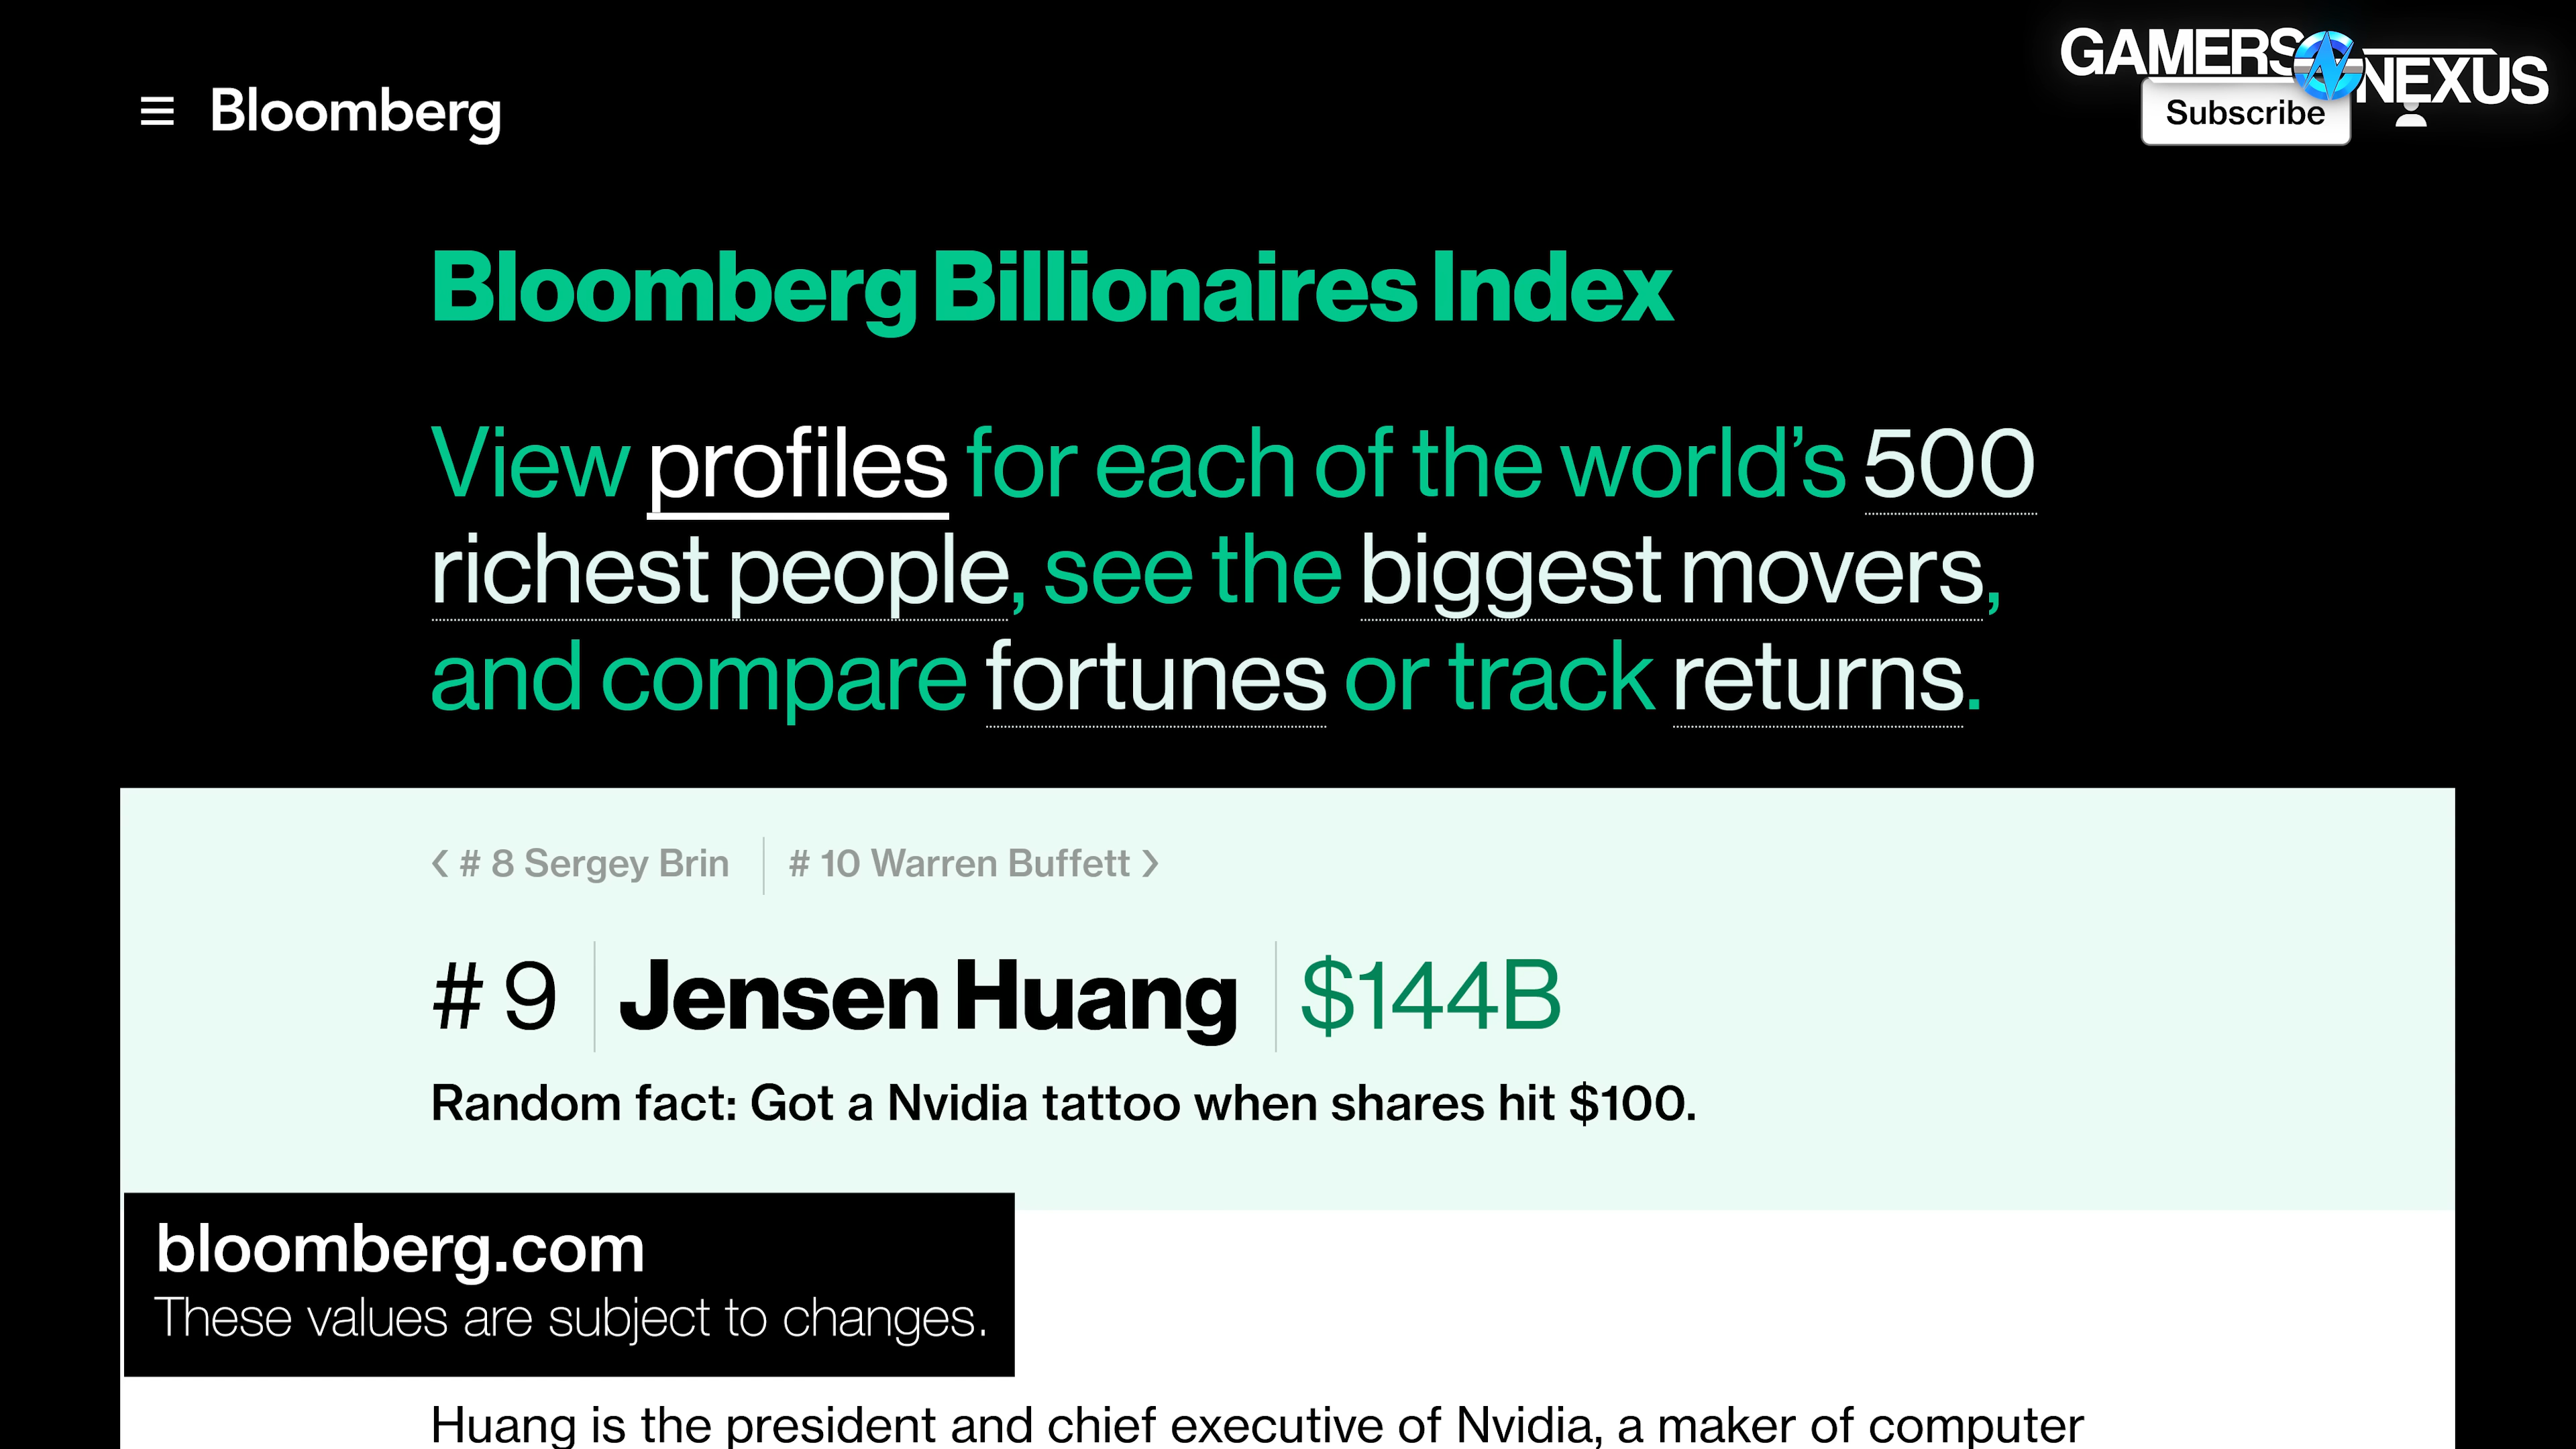 GAMERS NEXUS
Bloomberg
Subscribe
Bloomberg Billionaires Index
View profiles for each of the world’s 500
richest people, see the biggest movers,
and compare fortunes or track returns.
# 8 Sergey Brin
# 10 Warren Buffett
# 9 Jensen Huang $144B
Random fact: Got a Nvidia tattoo when shares hit $100.
bloomberg.com
These values are subject to changes.
Huang is the president and chief executive of Nvidia, a maker of computer